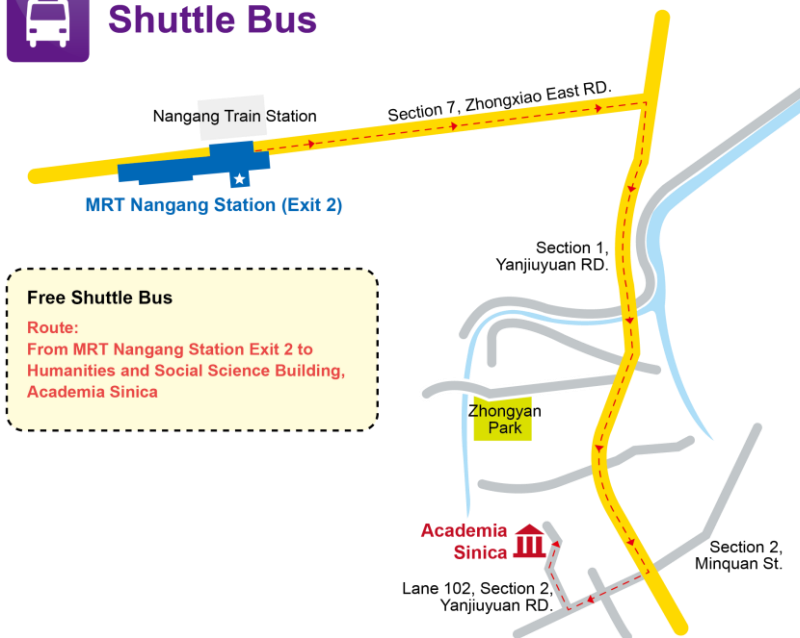 Shuttle Bus
Nangang Train Station
Section 7, Zhongxiao East RD.
MRT Nangang Station (Exit 2)
Section 1,
Yanjiuyuan RD.
Free Shuttle Bus
Route:
From MRT Nangang Station Exit 2 to
Humanities and Social Science Building,
Academia Sinica
Zhongyan
Park
Academia
Sinica
Section 2,
Minquan St.
Lane 102, Section 2,
Yanjiuyuan RD.